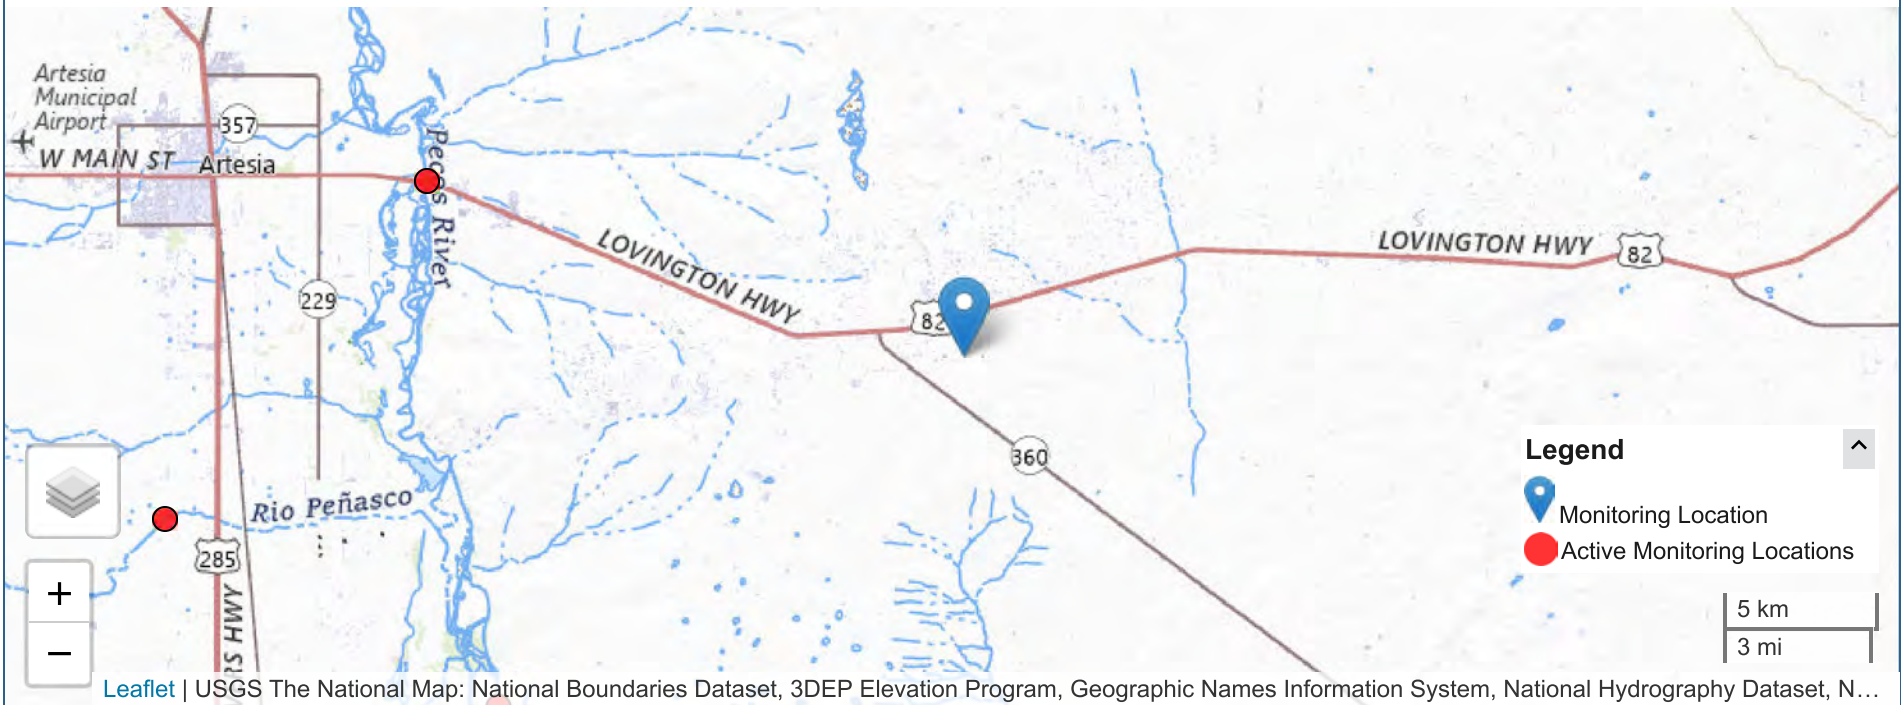 Artesia
Municipal
Airport
357
W MAIN ST
Artesia
Pecos River
229
LOVINGTON HWY
82
LOVINGTON HWY
82
360
Rio Peñasco
285
RS HWY
Legend
Monitoring Location
Active Monitoring Locations
+
−
5 km
3 mi
Leaflet | USGS The National Map: National Boundaries Dataset, 3DEP Elevation Program, Geographic Names Information System, National Hydrography Dataset, N…